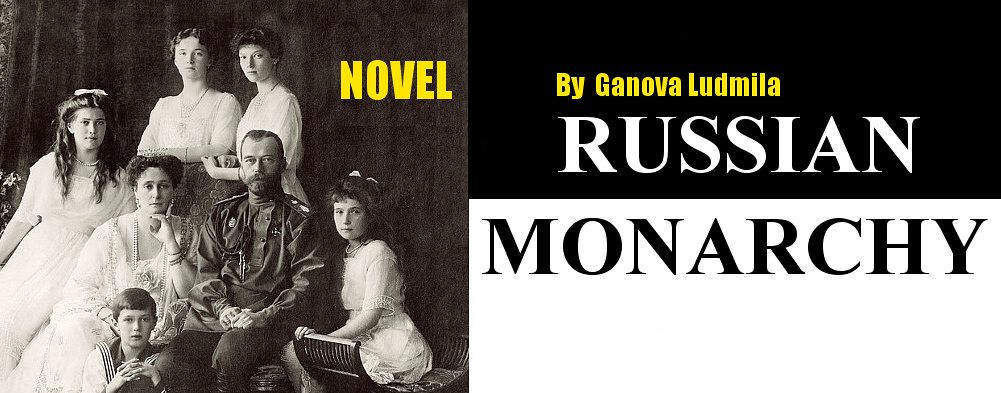 NOVEL
By Ganova Ludmila
RUSSIAN
MONARCHY